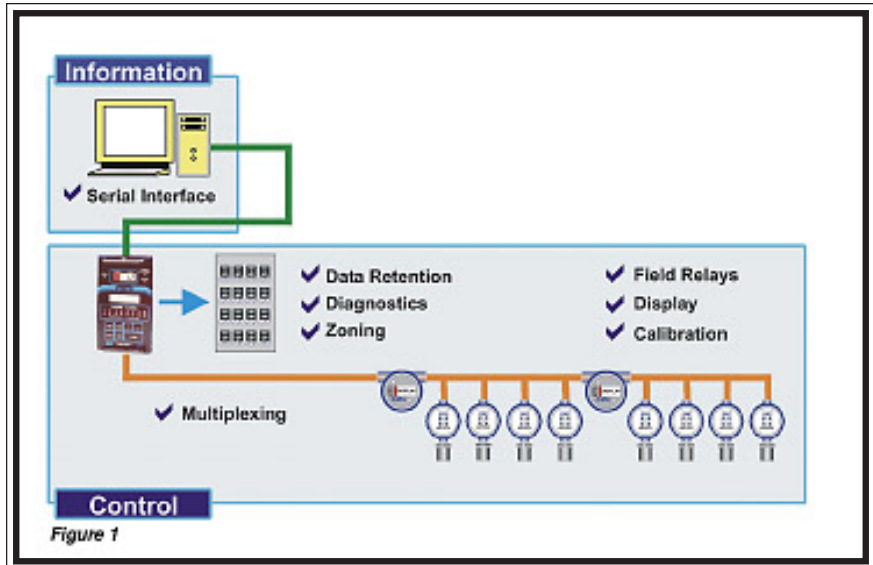 Information
Serial Interface
Data Retention
Diagnostics
Zoning
Field Relays
Display
Calibration
Multiplexing
Control
Figure 1